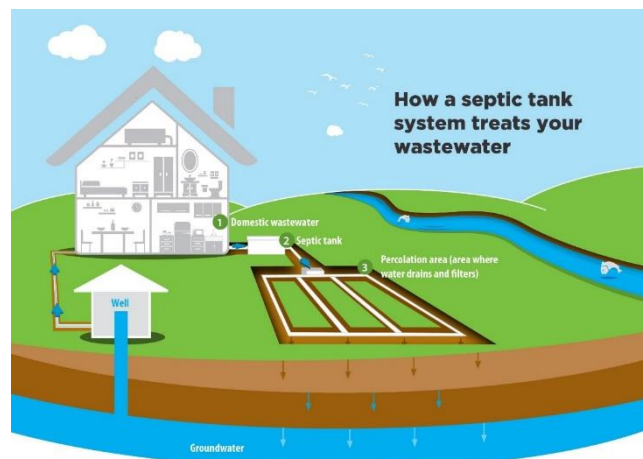 How a septic tank
system treats your
wastewater
1 Domestic wastewater
2 Septic tank
3 Percolation area (area where
water drains and filters)
Well
Groundwater